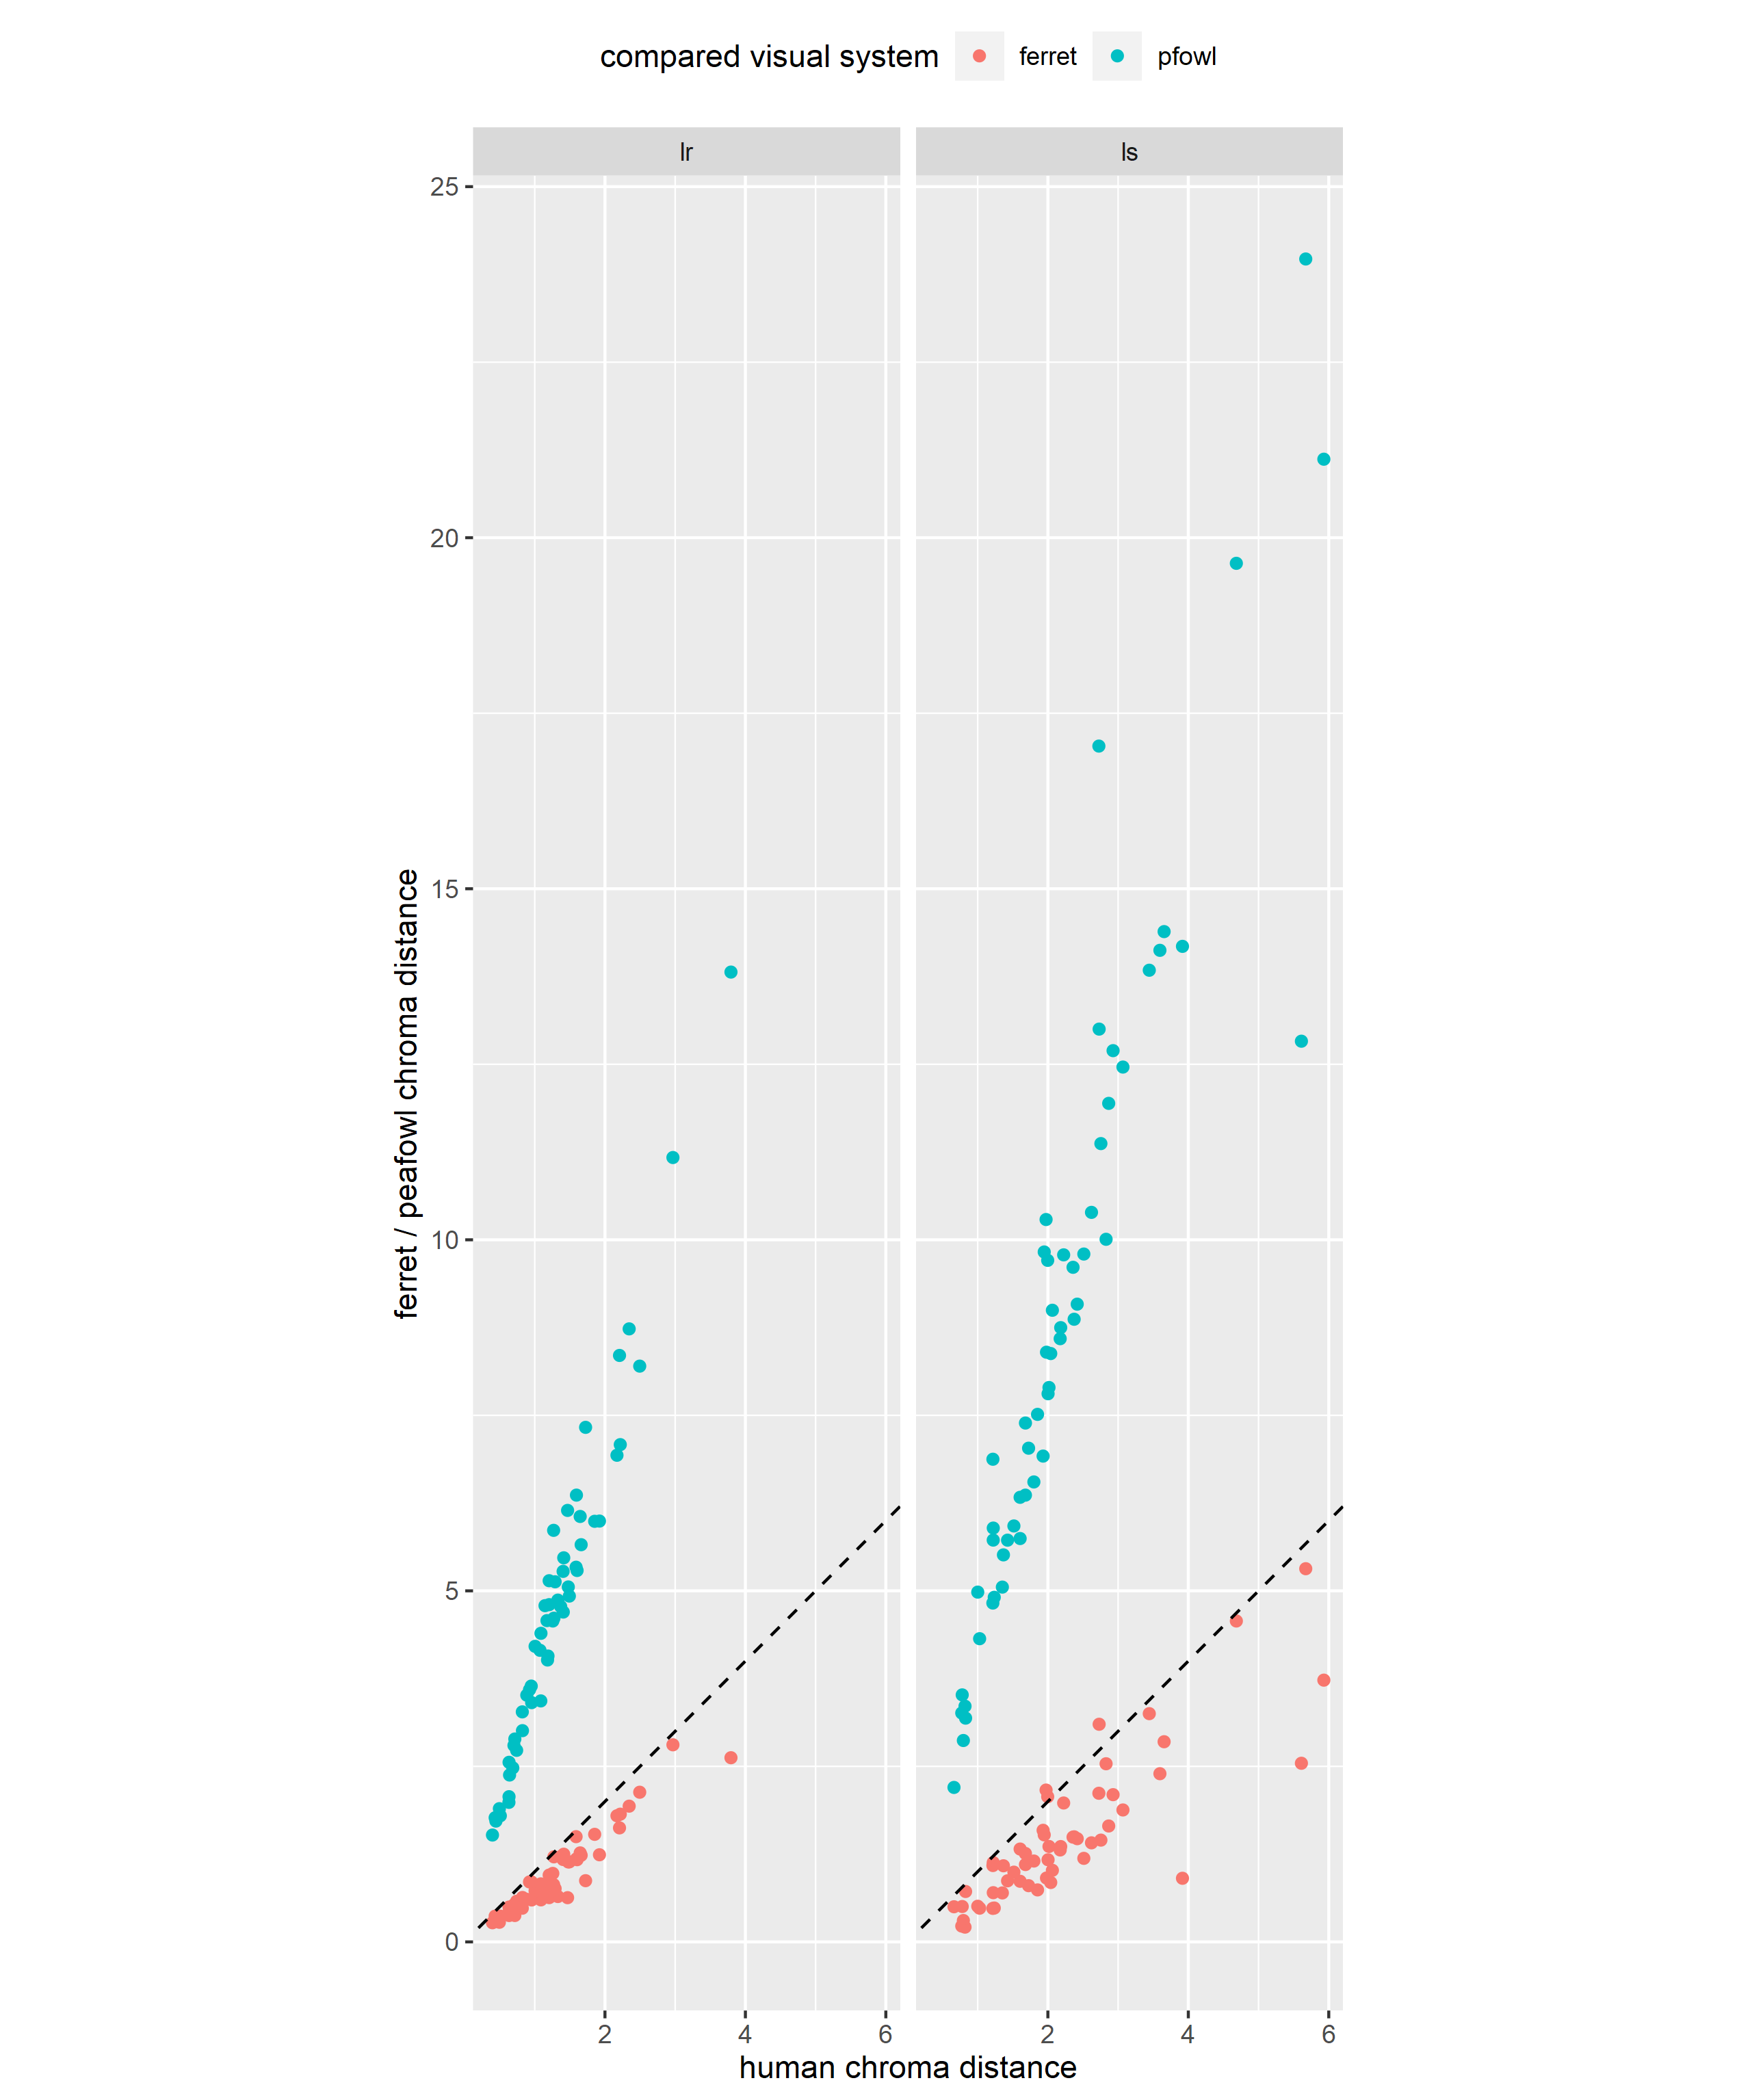 compared visual system ferret pfowl
lr ls
25
20
15
10
5
0
ferret / peafowl chroma distance
2 4 6 2 4 6
human chroma distance